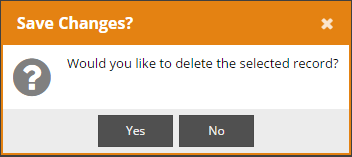 Save Changes?
Would you like to delete the selected record?
Yes
No